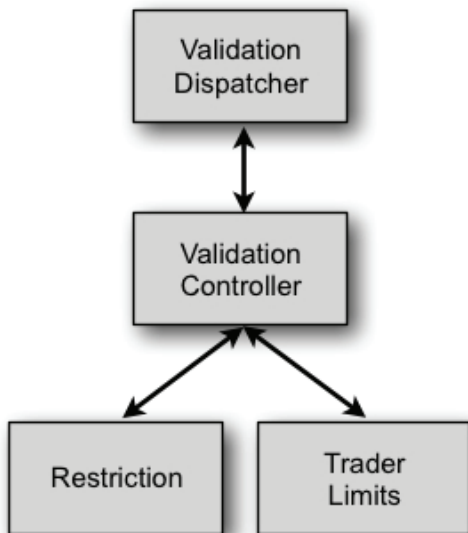 Validation
Dispatcher
Validation
Controller
Restriction
Trader
Limits